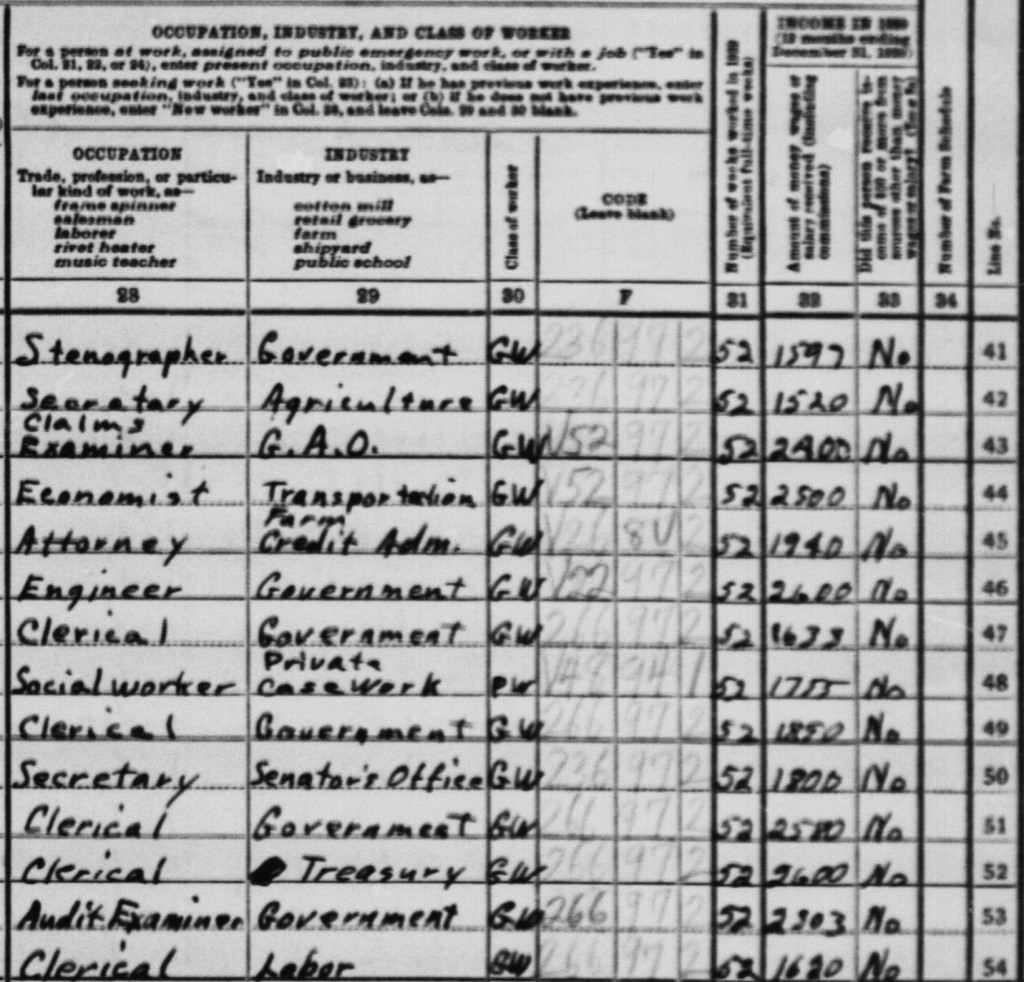 OCCUPATION, INDUSTRY, AND CLASS OF WORKER
For a person at work, assigned to public emergency work, or with a job ("Yes" in
Col. 21, 22, or 24), enter present occupation, industry, and class of worker.
For a person seeking work ("Yes" in Col. 23): (a) If he has previous work experience, enter
last occupation, industry, and class of worker; or (b) If he does not have previous work
experience, enter "New worker" in Col. 28, and leave Cols. 29 and 30 blank.
OCCUPATION
Trade, profession, or particu-
lar kind of work, as—
frame spinner
salesman
laborer
rivet heater
music teacher
INDUSTRY
Industry or business, as—
cotton mill
retail grocery
farm
shipyard
public school
Class of worker
CODE
(Leave blank)
Number of weeks worked in 1939
(Equivalent full-time weeks)
INCOME IN 1939
(12 months ending
December 31, 1939)
Amount of money wages or
salary received (including
commissions)
Did this person receive in-
come of $50 or more from
sources other than money
wages or salary? (Y or N)
Number of Farm Schedule
Line No.
28 29 30 F 31 32 33 34
Stenographer Government GW 236 97 2 52 1597 No 41
Secretary Agriculture GW 97 2 52 1520 No 42
Claims
Examiner G.A.O. GW V52 97 2 52 2400 No 43
Economist Transportation GW V52 97 2 52 2500 No 44
Farm
Attorney Credit Adm. GW V26 8V 2 52 1940 No 45
Engineer Government GW V22 97 2 52 2600 No 46
Clerical Government GW 266 97 2 52 1633 No 47
Private
Social worker Case Work PW V48 94 1 52 1755 No 48
Clerical Government GW 266 97 2 52 1850 No 49
Secretary Senator's Office GW 236 97 2 52 1800 No 50
Clerical Government GW 266 97 2 52 2580 No 51
Clerical Treasury GW 266 97 2 52 2600 No 52
Audit Examiner Government GW 266 97 2 52 2303 No 53
Clerical Labor GW 266 97 2 52 1620 No 54